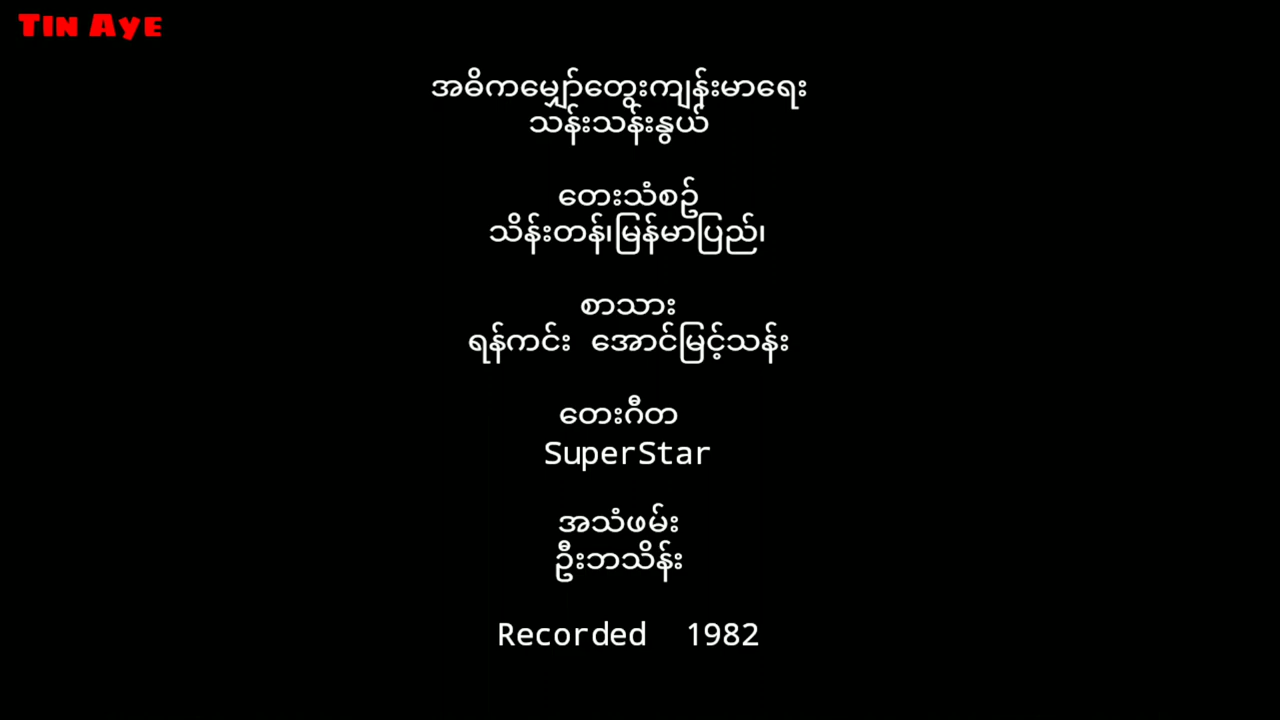 Tin Aye
အဓိကမျှော်တွေးကျန်းမာရေး
သန်းသန်းနွယ်
တေးသံစဥ်
သိန်းတန်၊မြန်မာပြည်၊
စာသား
ရန်ကင်း အောင်မြင့်သန်း
တေးဂီတ
SuperStar
အသံဖမ်း
ဦးဘသိန်း
Recorded 1982